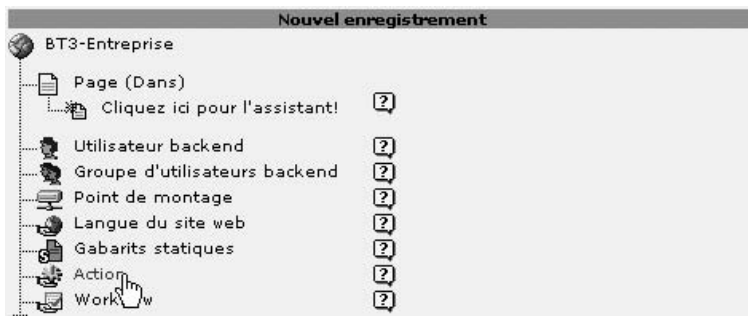 Nouvel enregistrement
BT3-Entreprise
Page (Dans)
Cliquez ici pour l'assistant! ?
Utilisateur backend ?
Groupe d'utilisateurs backend ?
Point de montage ?
Langue du site web ?
Gabarits statiques ?
Action ?
?